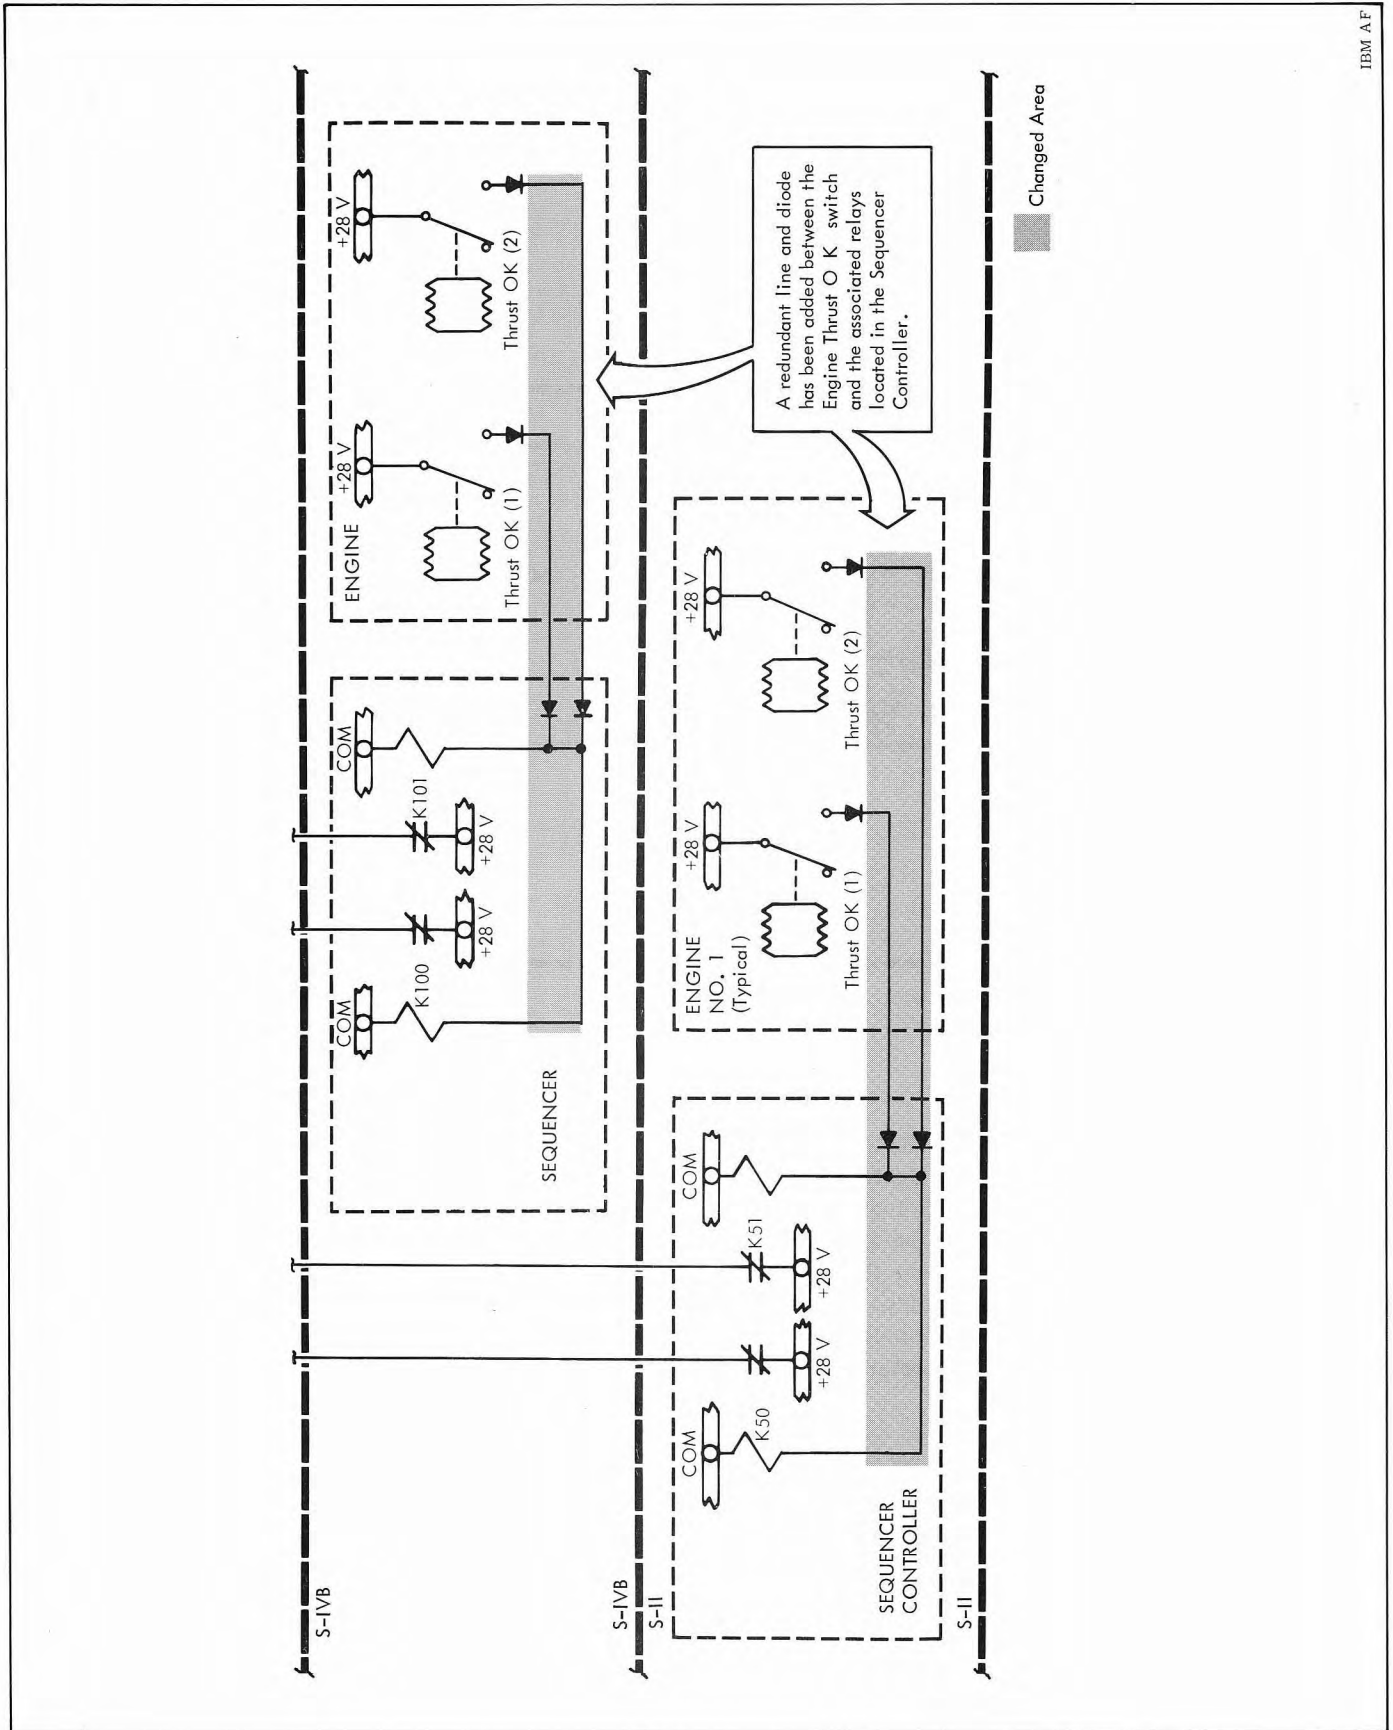 IBM AF
S-IVB
COM
K100
+28 V
+28 V
K101
COM
SEQUENCER
ENGINE
+28 V
Thrust OK (1)
+28 V
Thrust OK (2)
S-IVB
S-II
COM
K50
+28 V
+28 V
K51
COM
SEQUENCER
CONTROLLER
ENGINE
NO. 1
(Typical)
+28 V
Thrust OK (1)
+28 V
Thrust OK (2)
A redundant line and diode
has been added between the
Engine Thrust O K switch
and the associated relays
located in the Sequencer
Controller.
S-II
Changed Area